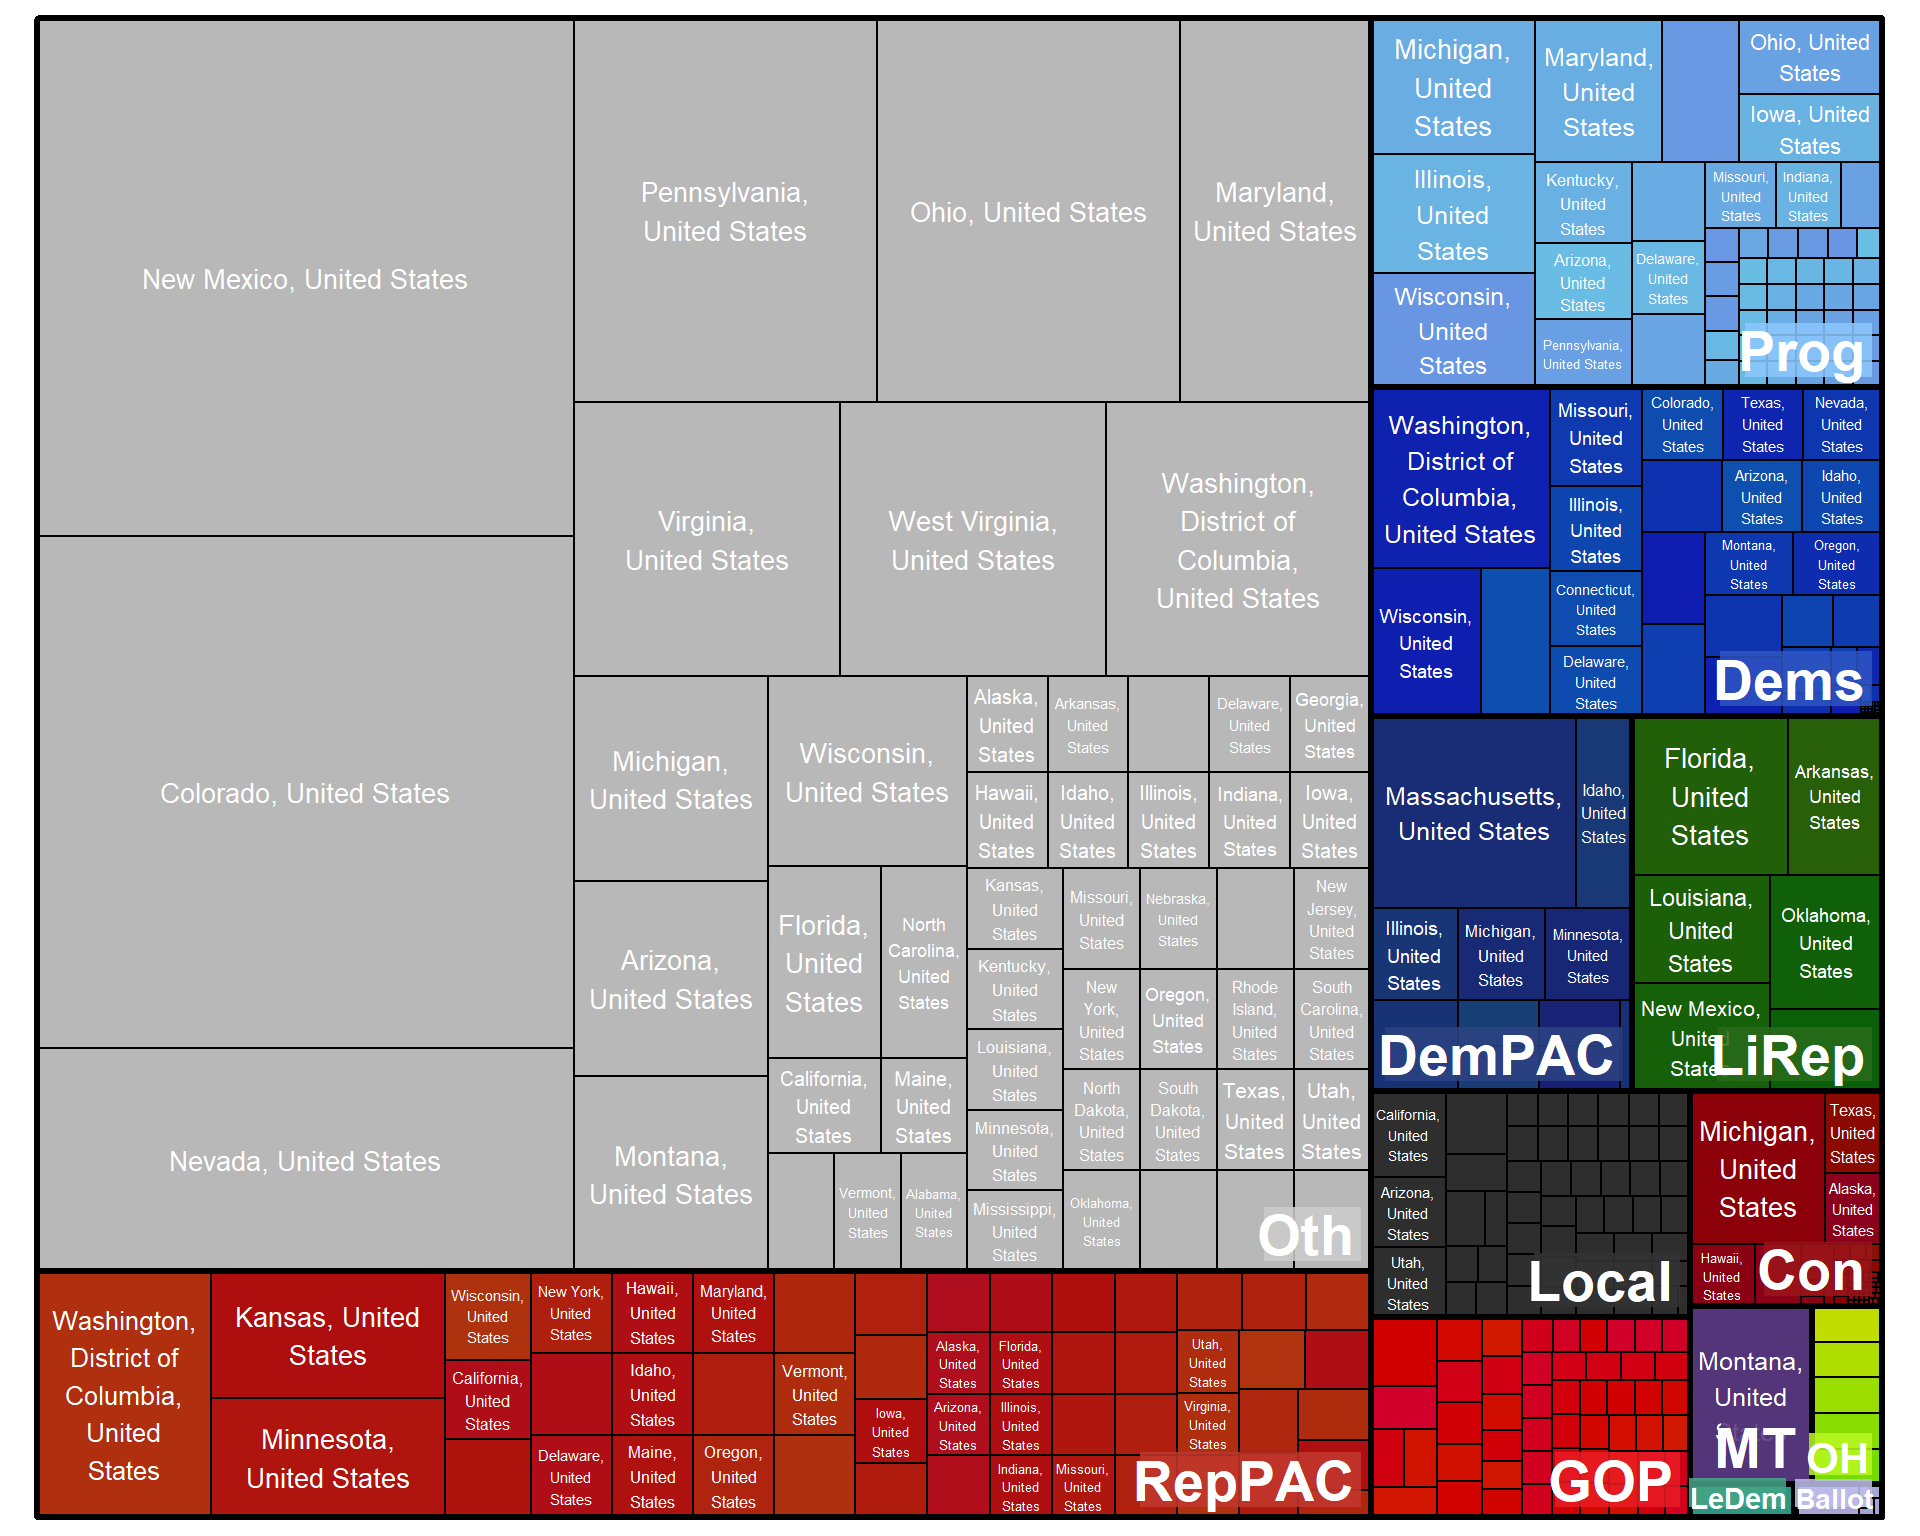 New Mexico, United States
Colorado, United States
Nevada, United States
Pennsylvania,
United States
Ohio, United States
Maryland,
United States
Virginia,
United States
West Virginia,
United States
Washington,
District of
Columbia,
United States
Michigan,
United States
Arizona,
United States
Montana,
United States
Wisconsin,
United States
Florida,
United
States
North
Carolina,
United
States
California,
United
States
Maine,
United
States
Vermont,
United
States
Alabama,
United
States
Alaska,
United
States
Arkansas,
United
States
Delaware,
United
States
Georgia,
United
States
Hawaii,
United
States
Idaho,
United
States
Illinois,
United
States
Indiana,
United
States
Iowa,
United
States
Kansas,
United
States
Kentucky,
United
States
Louisiana,
United
States
Minnesota,
United
States
Mississippi,
United
States
Missouri,
United
States
Nebraska,
United
States
New
Jersey,
United
States
New
York,
United
States
Oregon,
United
States
Rhode
Island,
United
States
South
Carolina,
United
States
North
Dakota,
United
States
South
Dakota,
United
States
Texas,
United
States
Utah,
United
States
Oklahoma,
United
States
Oth
Washington,
District of
Columbia,
United
States
Kansas, United
States
Minnesota,
United States
Wisconsin,
United
States
California,
United
States
New York,
United
States
Delaware,
United
States
Hawaii,
United
States
Idaho,
United
States
Maine,
United
States
Maryland,
United
States
Oregon,
United
States
Vermont,
United
States
Iowa,
United
States
Alaska,
United
States
Arizona,
United
States
Florida,
United
States
Illinois,
United
States
Indiana,
United
States
Missouri,
United
States
Utah,
United
States
Virginia,
United
States
RepPAC
Michigan,
United
States
Illinois,
United
States
Wisconsin,
United
States
Maryland,
United
States
Ohio, United
States
Iowa, United
States
Kentucky,
United
States
Arizona,
United
States
Pennsylvania,
United States
Delaware,
United
States
Missouri,
United
States
Indiana,
United
States
Prog
Washington,
District of
Columbia,
United States
Wisconsin,
United
States
Missouri,
United
States
Illinois,
United
States
Connecticut,
United
States
Delaware,
United
States
Colorado,
United
States
Texas,
United
States
Nevada,
United
States
Arizona,
United
States
Idaho,
United
States
Montana,
United
States
Oregon,
United
States
Dems
Massachusetts,
United States
Idaho,
United
States
Illinois,
United
States
Michigan,
United
States
Minnesota,
United
States
DemPAC
Florida,
United
States
Arkansas,
United
States
Louisiana,
United
States
Oklahoma,
United
States
New Mexico,
United
States
LiRep
California,
United
States
Arizona,
United
States
Utah,
United
States
Local
Michigan,
United
States
Texas,
United
States
Alaska,
United
States
Hawaii,
United
States
Con
GOP
Montana,
United
States
MT
OH
LeDem
Ballot